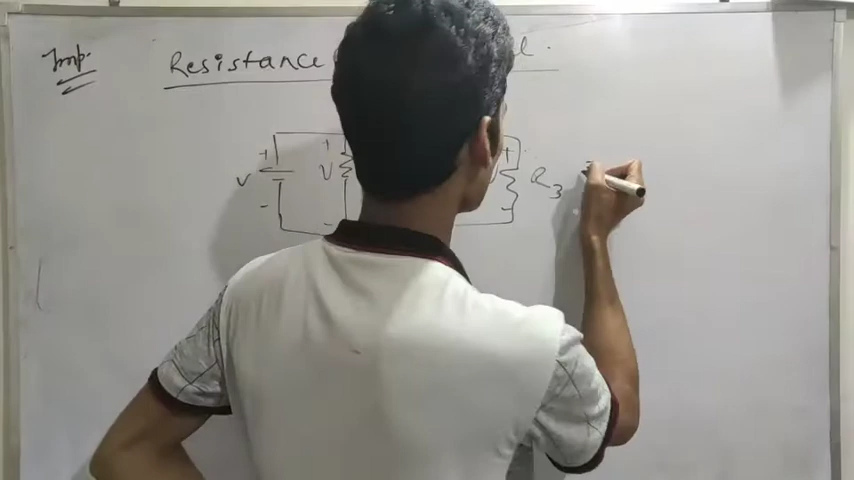 Imp.
Resistance
+ + +
V V R3
- - -